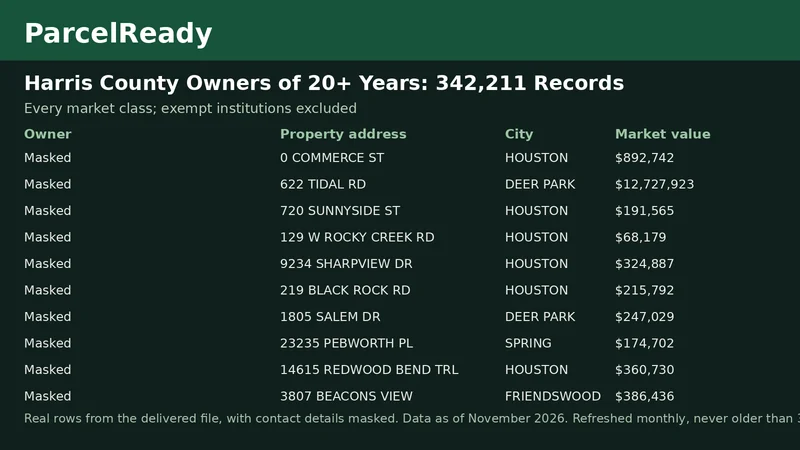 ParcelReady
Harris County Owners of 20+ Years: 342,211 Records
Every market class; exempt institutions excluded
Owner Property address City Market value
Masked 0 COMMERCE ST HOUSTON $892,742
Masked 622 TIDAL RD DEER PARK $12,727,923
Masked 720 SUNNYSIDE ST HOUSTON $191,565
Masked 129 W ROCKY CREEK RD HOUSTON $68,179
Masked 9234 SHARPVIEW DR HOUSTON $324,887
Masked 219 BLACK ROCK RD HOUSTON $215,792
Masked 1805 SALEM DR DEER PARK $247,029
Masked 23235 PEBWORTH PL SPRING $174,702
Masked 14615 REDWOOD BEND TRL HOUSTON $360,730
Masked 3807 BEACONS VIEW FRIENDSWOOD $386,436
Real rows from the delivered file, with contact details masked. Data as of November 2026. Refreshed monthly, never older than